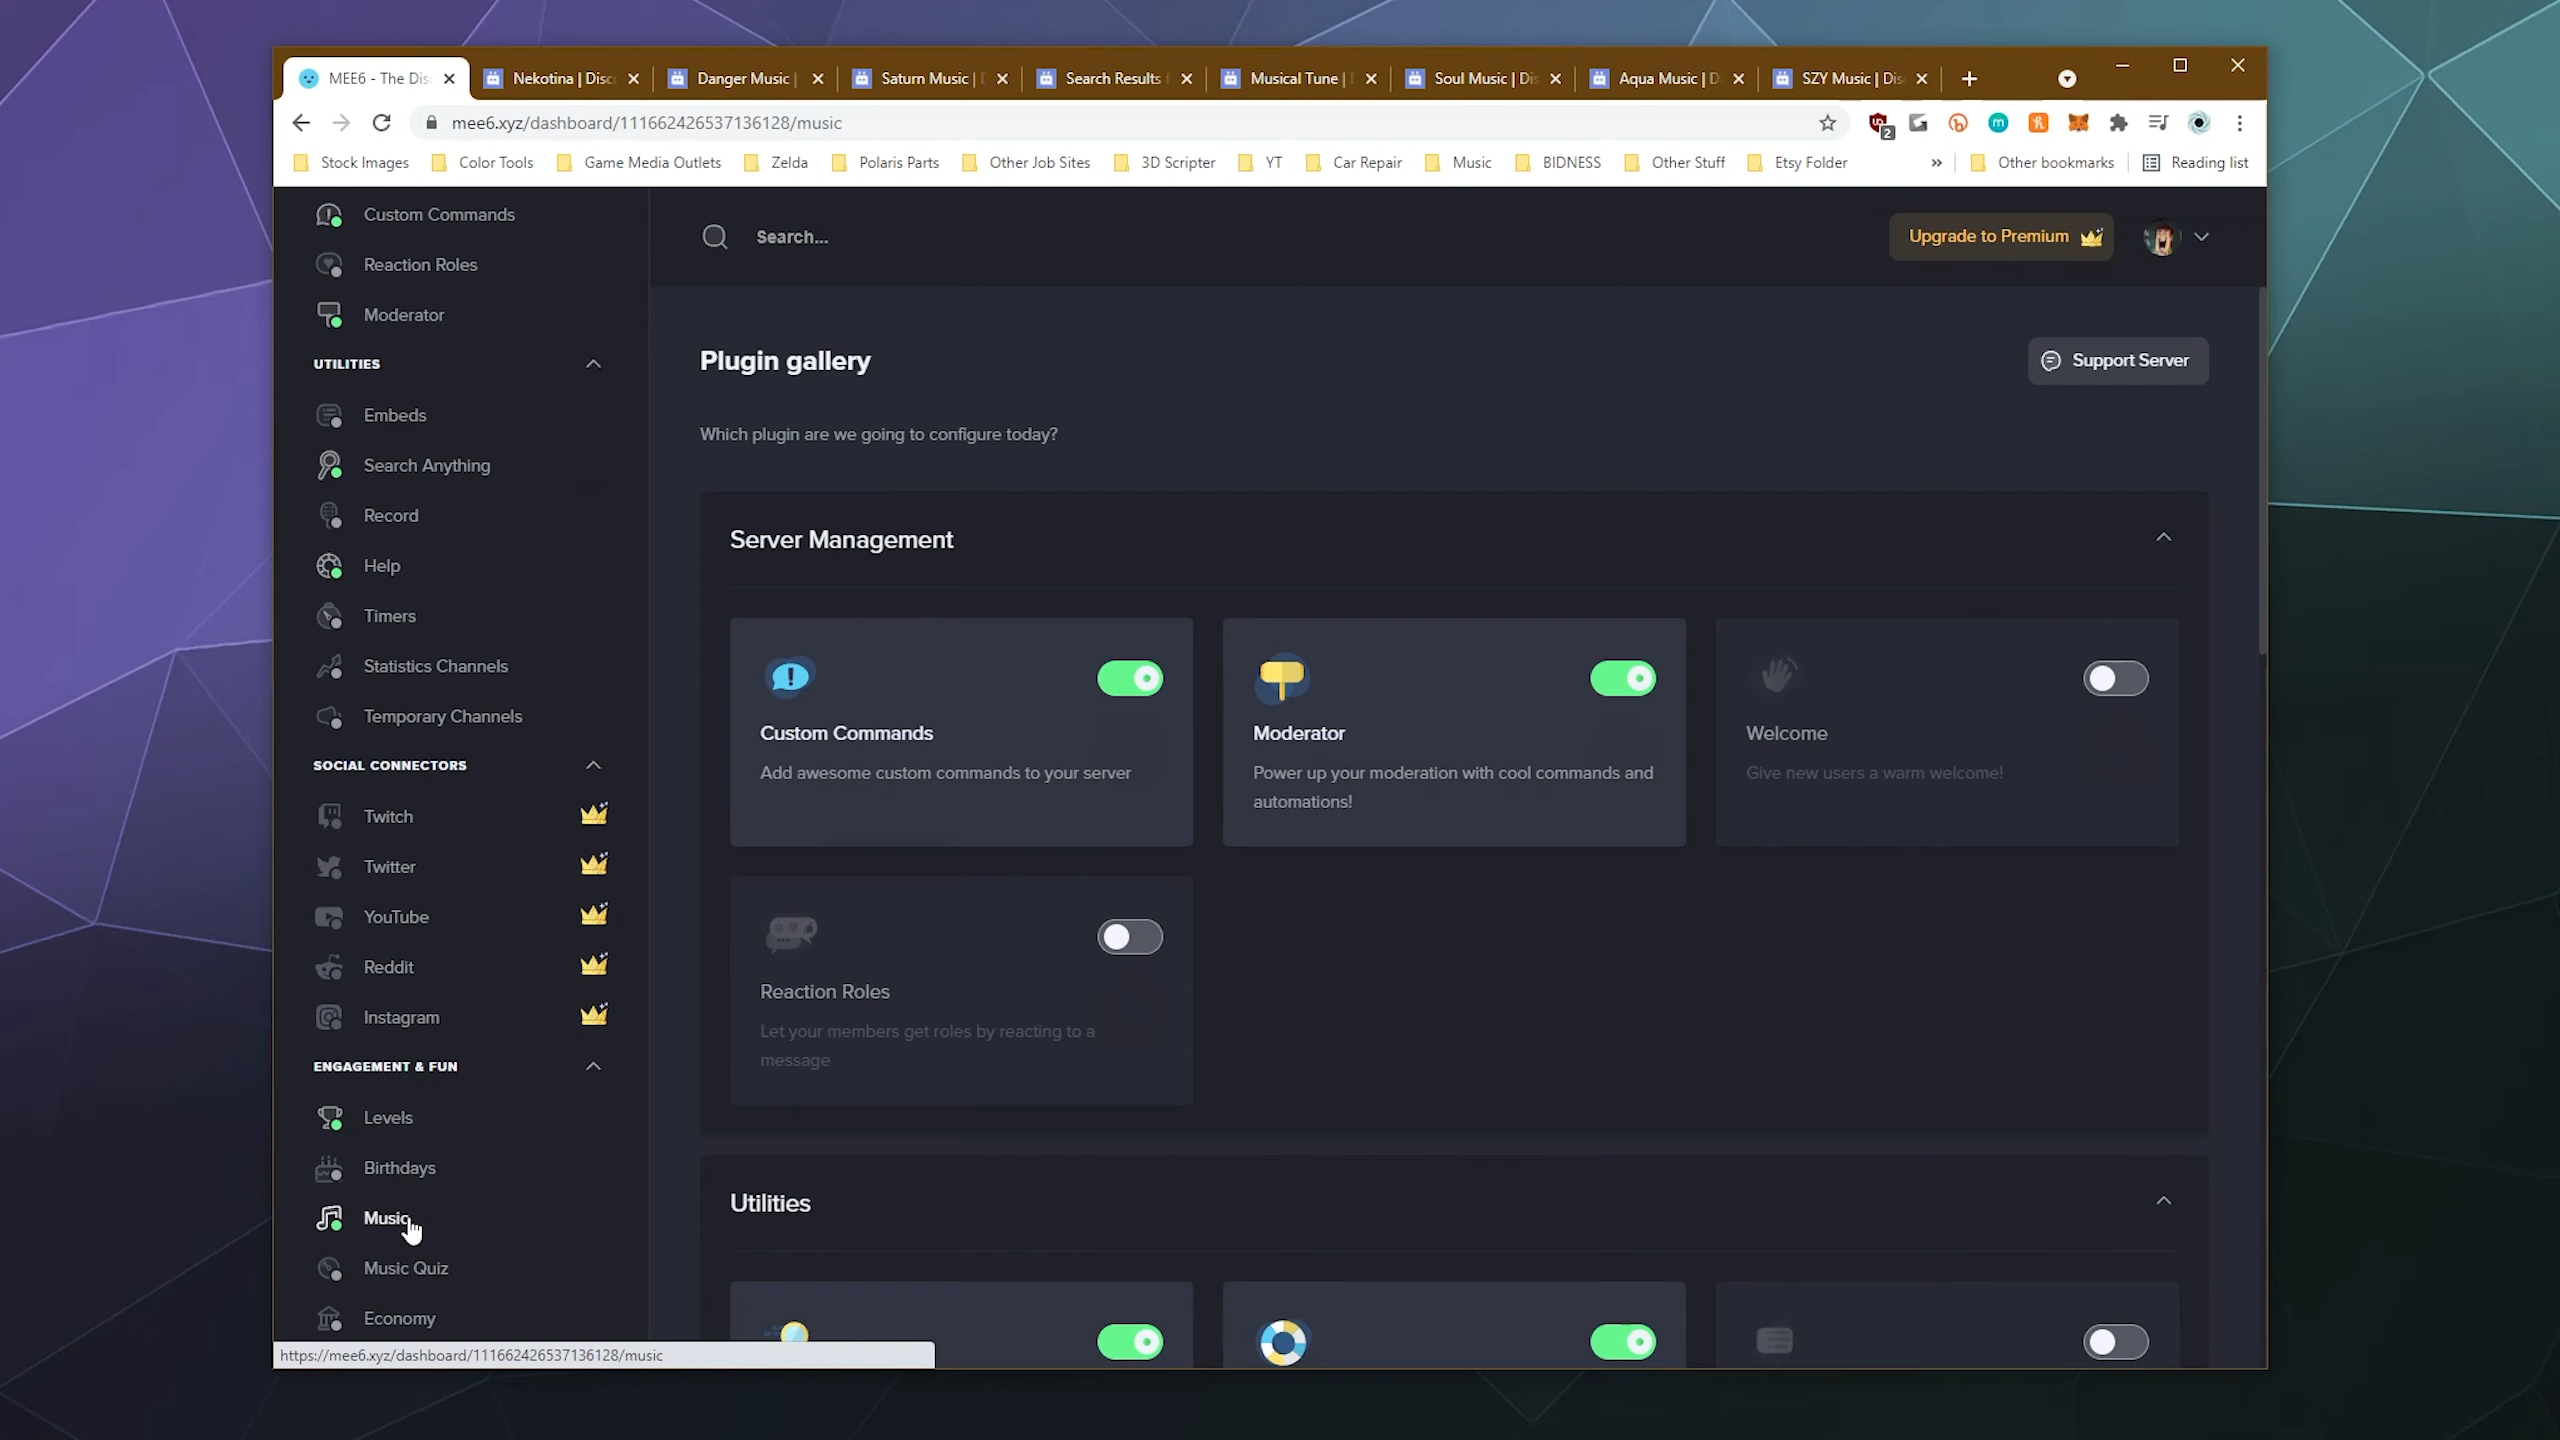 MEE6 - The Dis
Nekotina | Disco
Danger Music |
Saturn Music | D
Search Results f
Musical Tune | D
Soul Music | Dis
Aqua Music | D
SZY Music | Dis
mee6.xyz/dashboard/111662426537136128/music
2
Stock Images
Color Tools
Game Media Outlets
Zelda
Polaris Parts
Other Job Sites
3D Scripter
YT
Car Repair
Music
BIDNESS
Other Stuff
Etsy Folder
»
Other bookmarks
Reading list
Custom Commands
Reaction Roles
Moderator
UTILITIES
Embeds
Search Anything
Record
Help
Timers
Statistics Channels
Temporary Channels
SOCIAL CONNECTORS
Twitch
Twitter
YouTube
Reddit
Instagram
ENGAGEMENT & FUN
Levels
Birthdays
Music
Music Quiz
Economy
https://mee6.xyz/dashboard/111662426537136128/music
Search...
Upgrade to Premium
Plugin gallery
Support Server
Which plugin are we going to configure today?
Server Management
Custom Commands
Add awesome custom commands to your server
Moderator
Power up your moderation with cool commands and
automations!
Welcome
Give new users a warm welcome!
Reaction Roles
Let your members get roles by reacting to a
message
Utilities